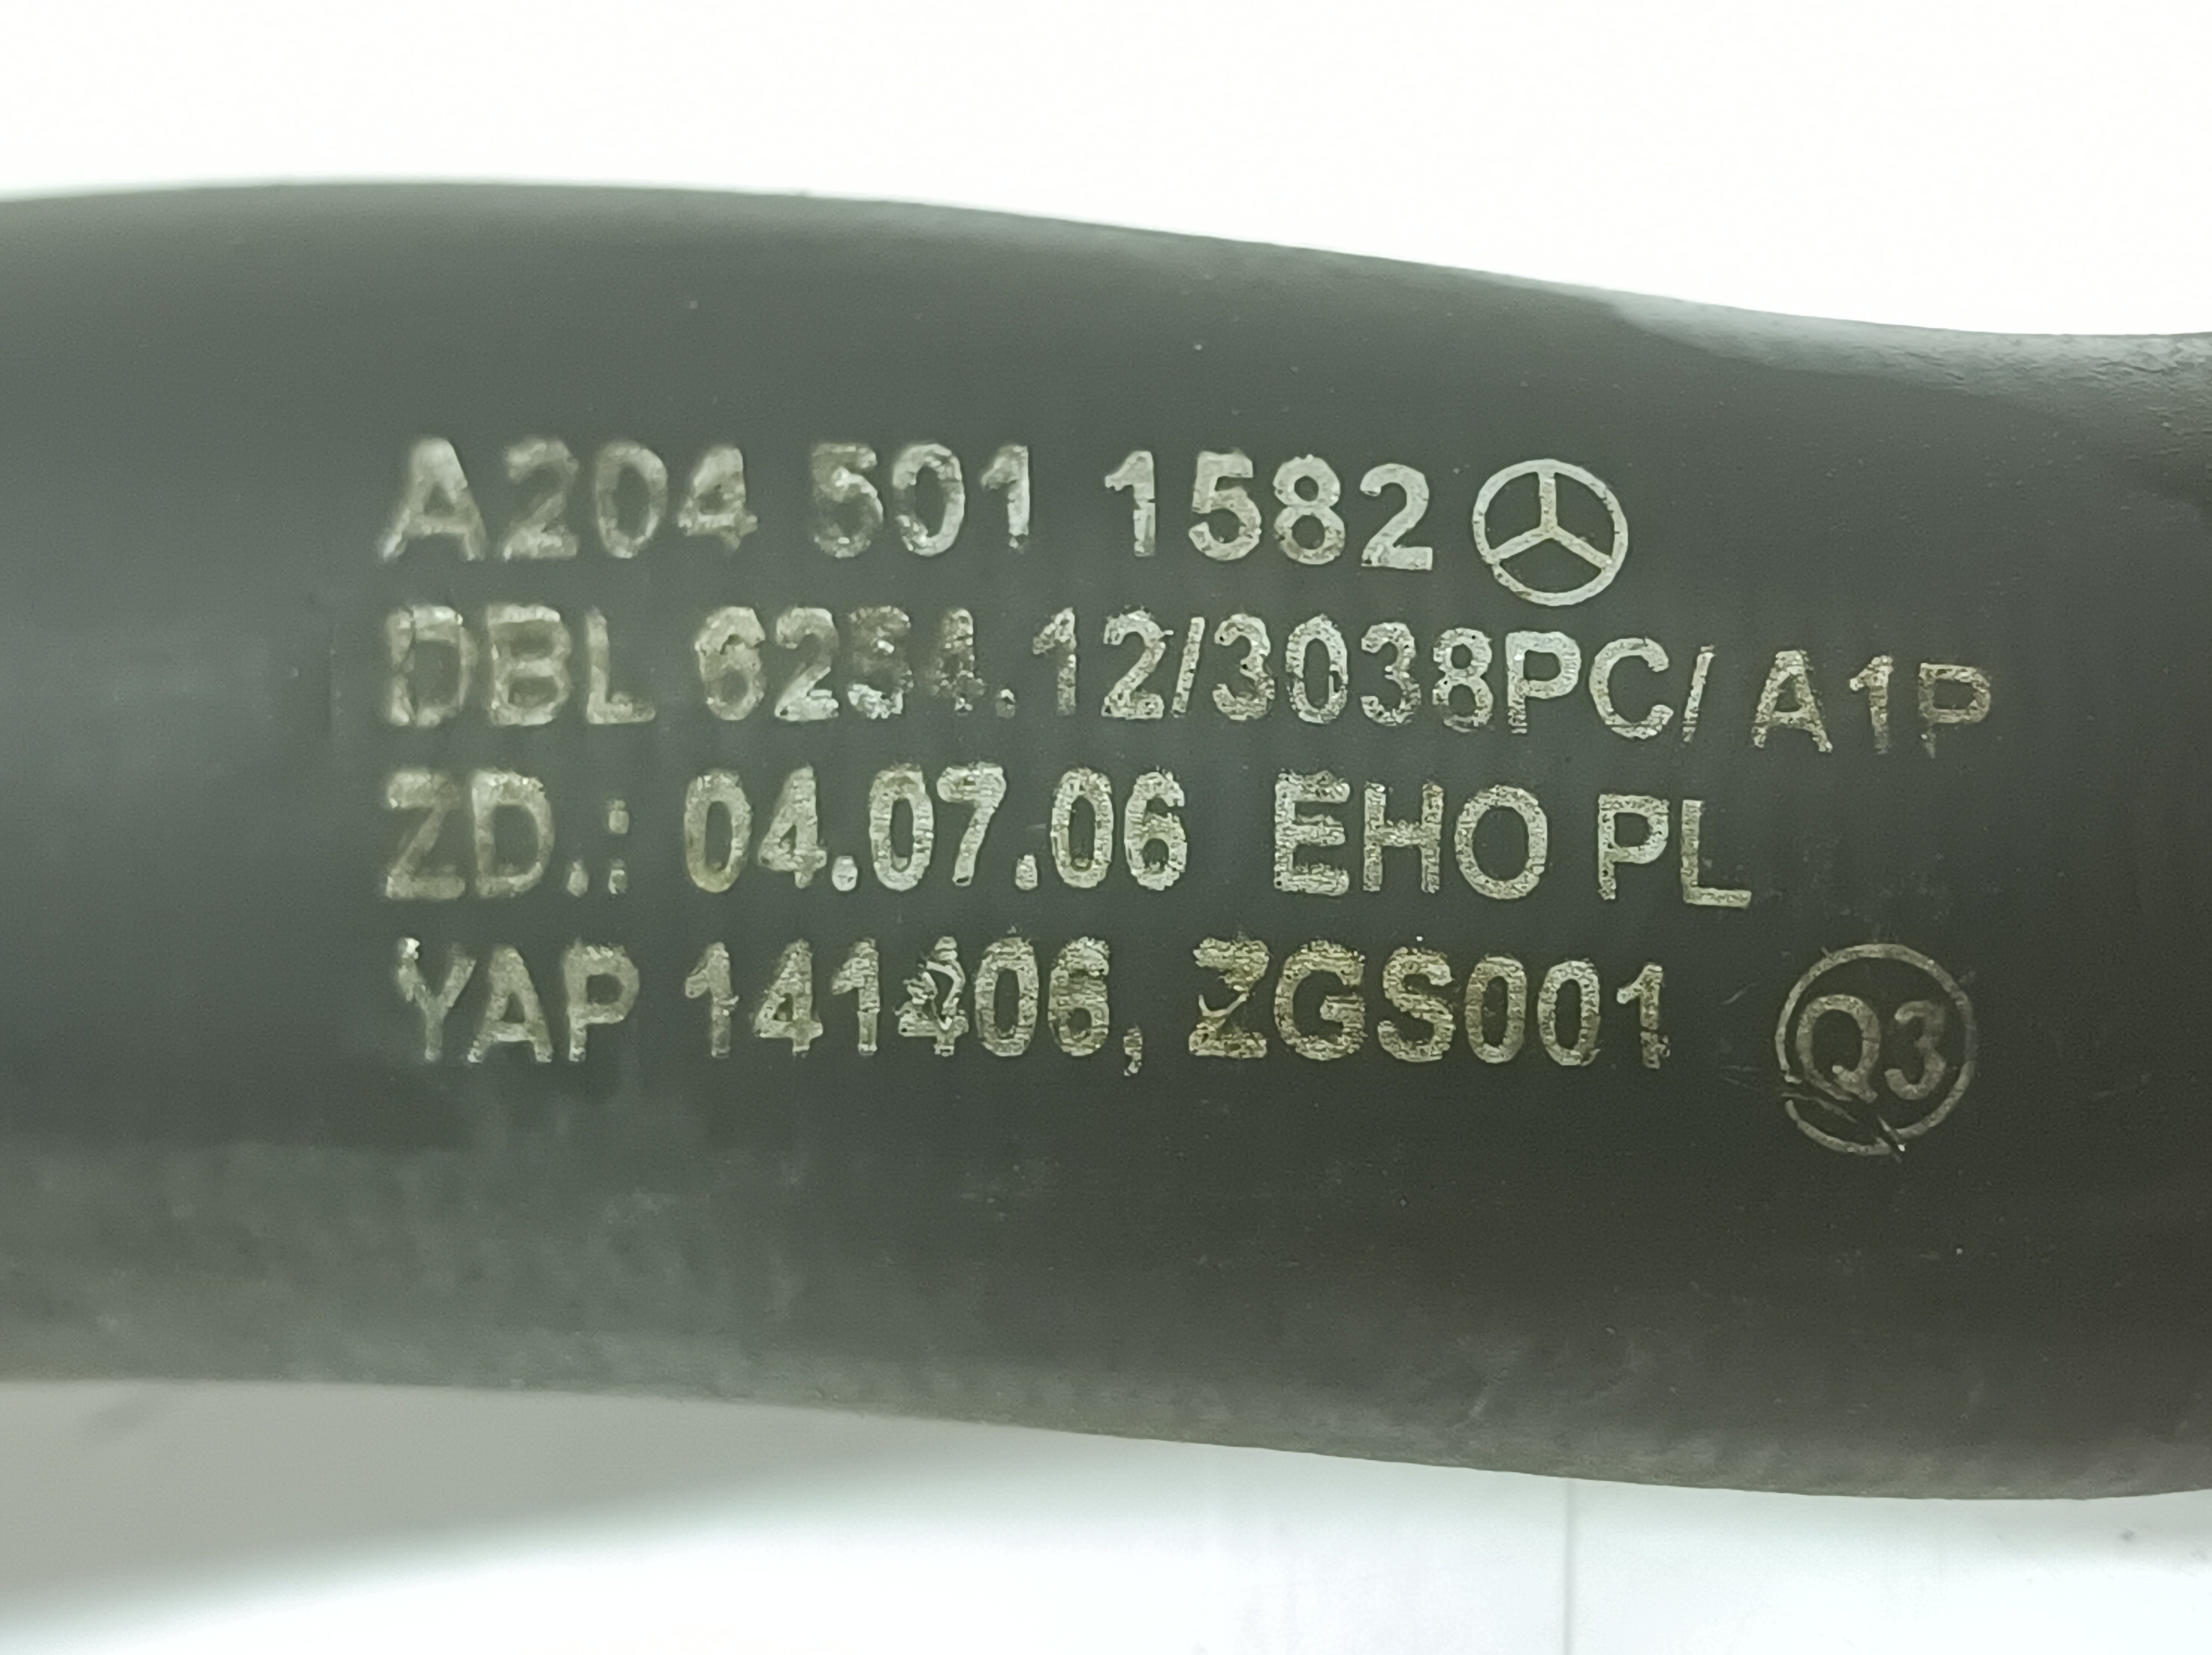 A204 501 1582
DBL 6254.12/3038PC/ A1P
ZD.: 04.07.06 EHO PL
YAP 141406, ZGS001
Q3